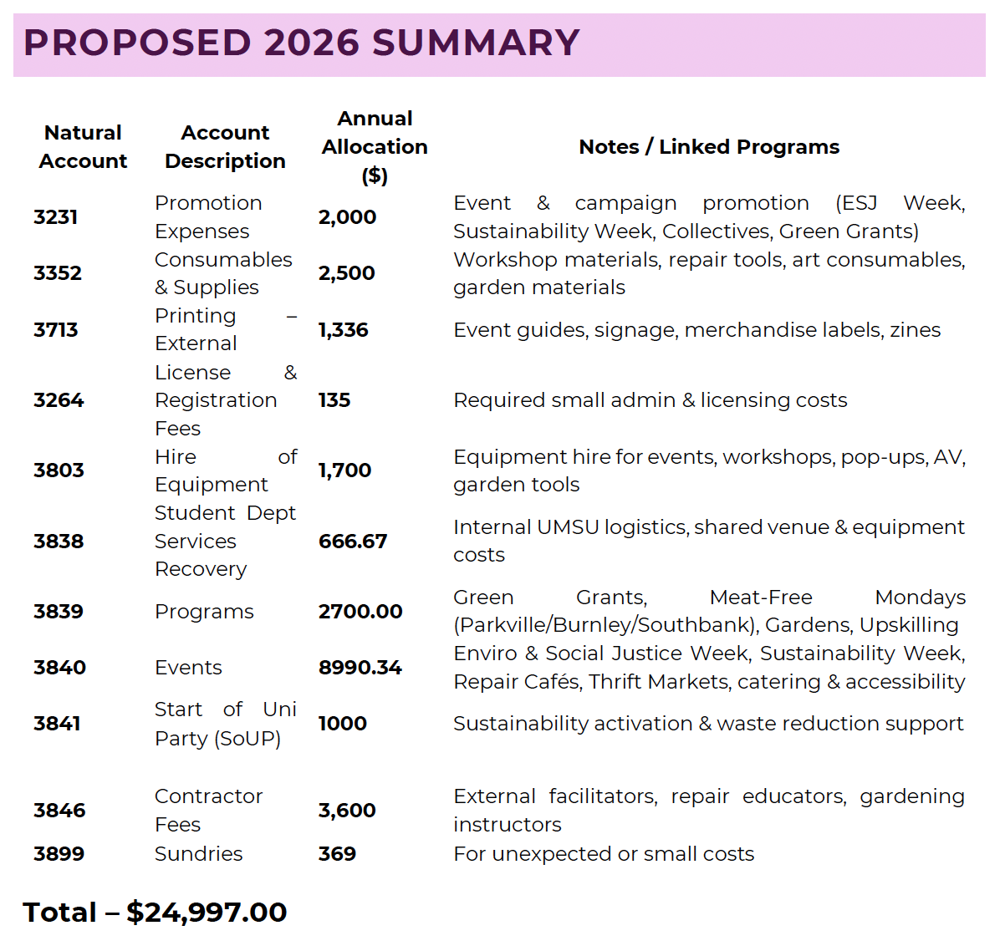 PROPOSED 2026 SUMMARY
Natural Account
Account Description
Annual Allocation ($)
Notes / Linked Programs
3231
Promotion Expenses
2,000
Event & campaign promotion (ESJ Week,
Sustainability Week, Collectives, Green Grants)
3352
Consumables & Supplies
2,500
Workshop materials, repair tools, art consumables,
garden materials
3713
Printing – External
1,336
Event guides, signage, merchandise labels, zines
3264
License & Registration Fees
135
Required small admin & licensing costs
3803
Hire of Equipment
1,700
Equipment hire for events, workshops, pop-ups, AV,
garden tools
3838
Student Dept Services Recovery
666.67
Internal UMSU logistics, shared venue & equipment
costs
3839
Programs
2700.00
Green Grants, Meat-Free Mondays
(Parkville/Burnley/Southbank), Gardens, Upskilling
3840
Events
8990.34
Enviro & Social Justice Week, Sustainability Week,
Repair Cafés, Thrift Markets, catering & accessibility
3841
Start of Uni Party (SoUP)
1000
Sustainability activation & waste reduction support
3846
Contractor Fees
3,600
External facilitators, repair educators, gardening
instructors
3899
Sundries
369
For unexpected or small costs
Total – $24,997.00